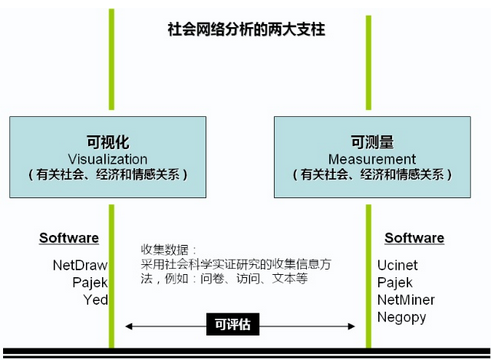 社会网络分析的两大支柱
可视化
Visualization
（有关社会、经济和情感关系）
可测量
Measurement
（有关社会、经济和情感关系）
Software
NetDraw
Pajek
Yed
收集数据：
采用社会科学实证研究的收集信息方
法，例如：问卷、访问、文本等
Software
Ucinet
Pajek
NetMiner
Negopy
可评估